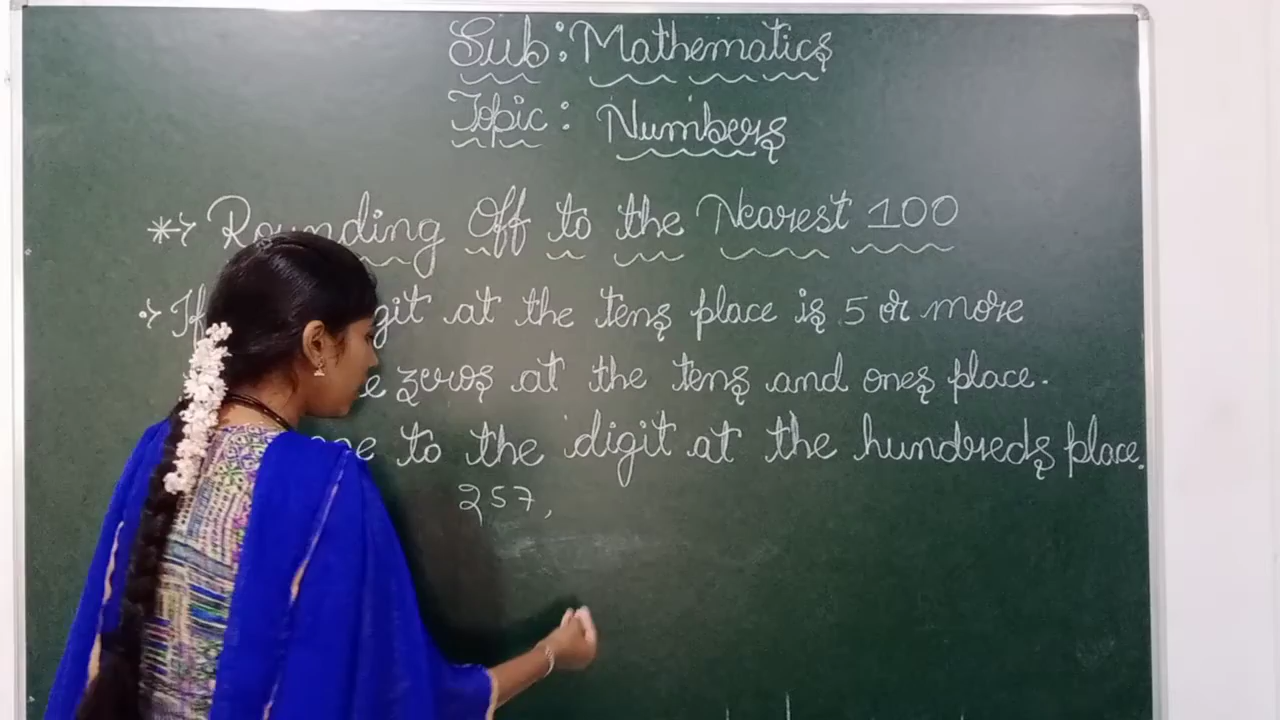 Sub: Mathematics
Topic: Numbers
*→ Rounding Off to the Nearest 100
→ If git at the tens place is 5 or more
zeros at the tens and ones place.
to the digit at the hundreds place.
257,